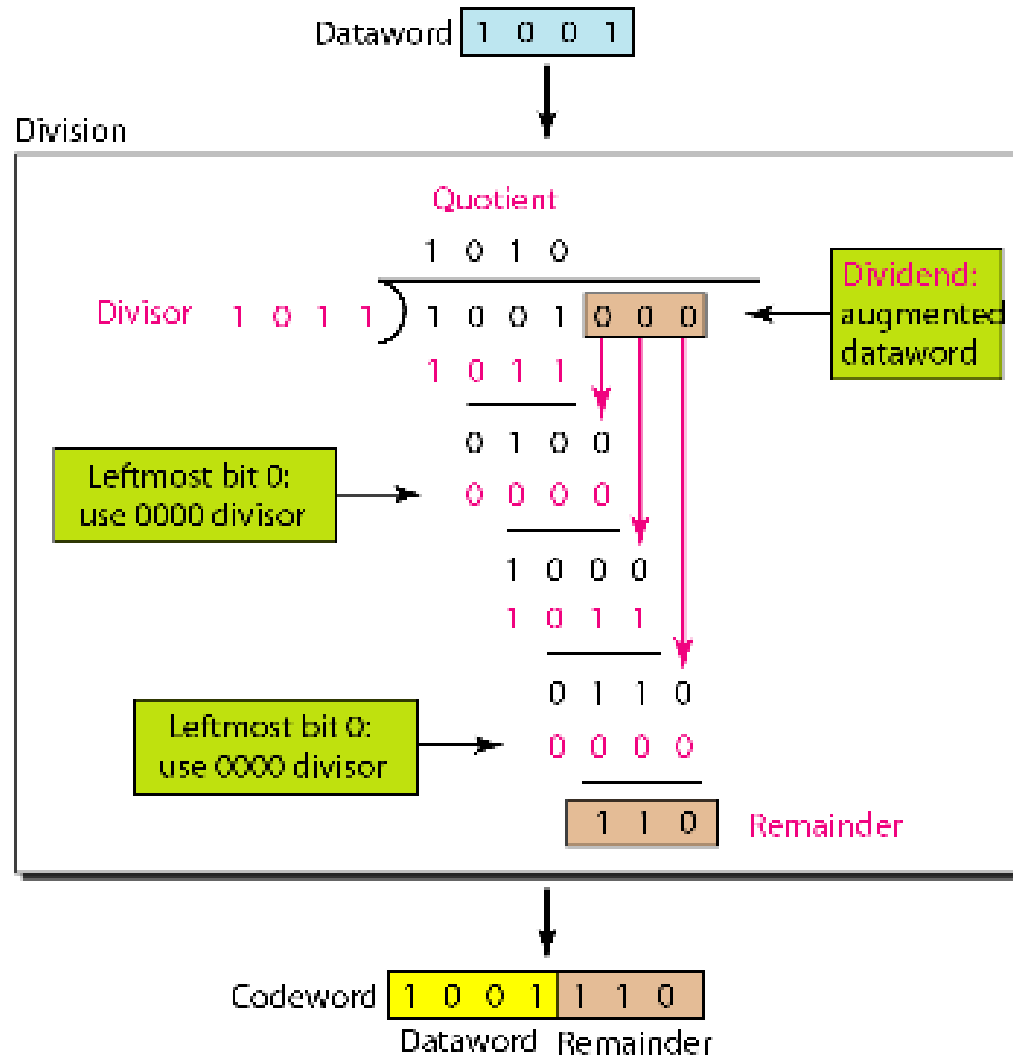 Dataword 1 0 0 1
Division
Quotient
1 0 1 0
Divisor 1 0 1 1 1 0 0 1 0 0 0
Dividend:
augmented
dataword
1 0 1 1
0 1 0 0
Leftmost bit 0:
use 0000 divisor
0 0 0 0
1 0 0 0
1 0 1 1
0 1 1 0
Leftmost bit 0:
use 0000 divisor
0 0 0 0
1 1 0 Remainder
Codeword 1 0 0 1 1 1 0
Dataword Remainder